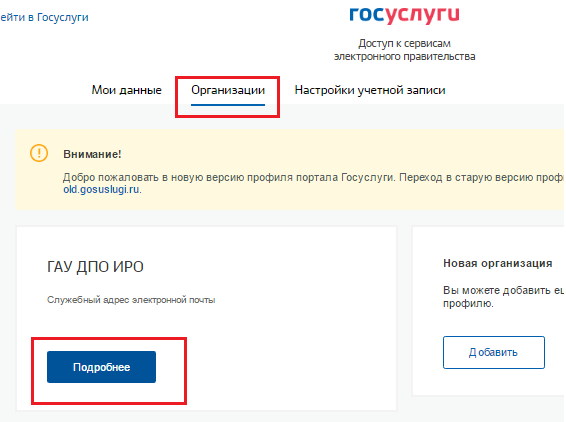 ейти в Госуслуги
госуслуги
Доступ к сервисам
электронного правительства
Мои данные
Организации
Настройки учетной записи
Внимание!
Добро пожаловать в новую версию профиля портала Госуслуги. Переход в старую версию проф
old.gosuslugi.ru.
ГАУ ДПО ИРО
Служебный адрес электронной почты
Подробнее
Новая организация
Вы можете добавить ец
профилю.
Добавить